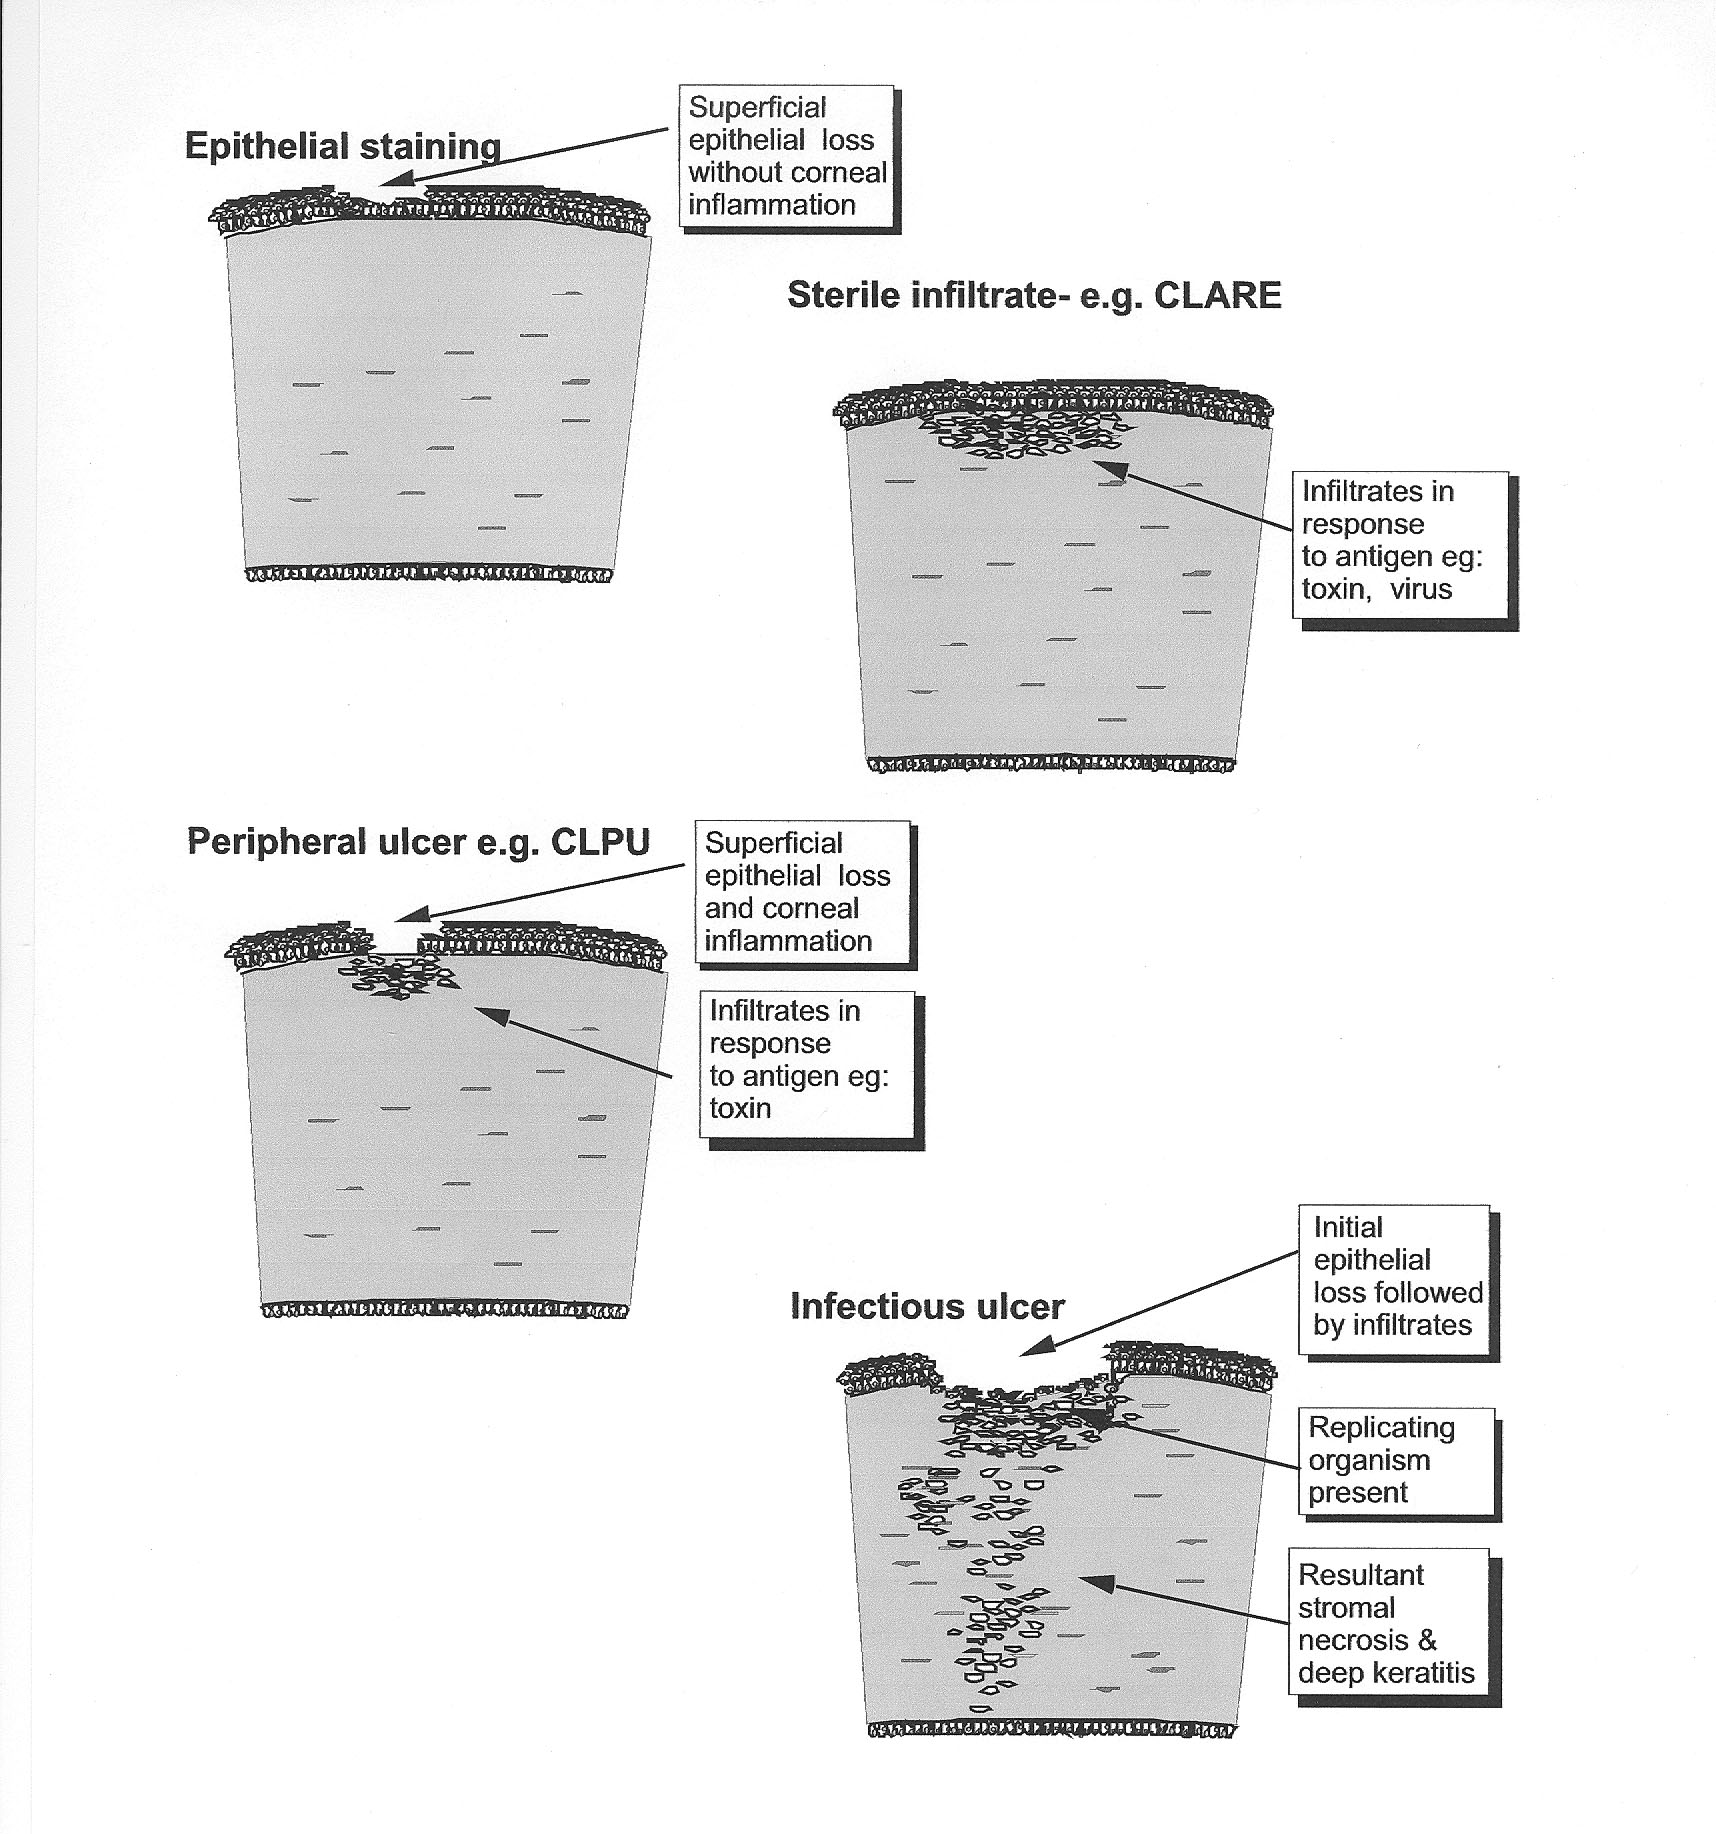 Epithelial staining
Superficial
epithelial loss
without corneal
inflammation
Sterile infiltrate- e.g. CLARE
Infiltrates in
response
to antigen eg:
toxin, virus
Peripheral ulcer e.g. CLPU
Superficial
epithelial loss
and corneal
inflammation
Infiltrates in
response
to antigen eg:
toxin
Infectious ulcer
Initial
epithelial
loss followed
by infiltrates
Replicating
organism
present
Resultant
stromal
necrosis &
deep keratitis